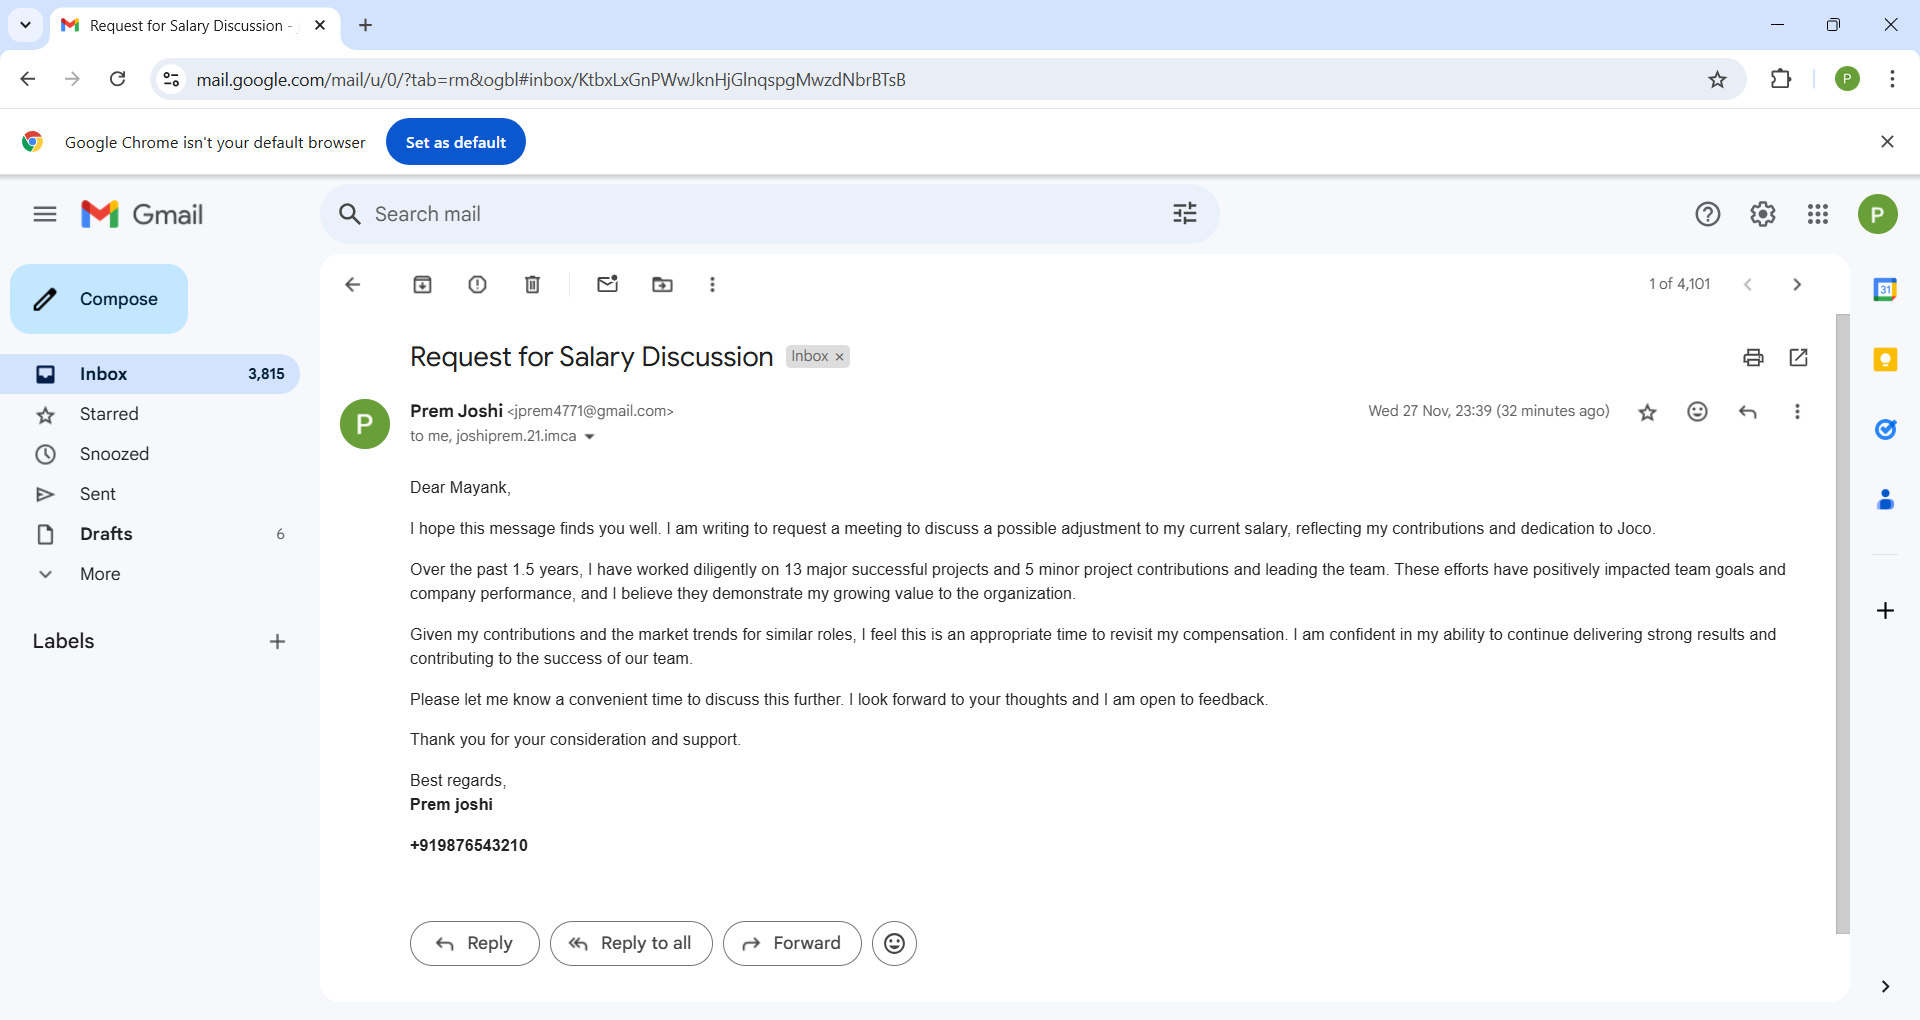 Request for Salary Discussion -
mail.google.com/mail/u/0/?tab=rm&ogbl#inbox/KtbxLxGnPWwJknHjGlnqspgMwzdNbrBTsB
P
Google Chrome isn't your default browser
Set as default
Gmail
Search mail
P
Compose
Inbox 3,815
Starred
Snoozed
Sent
Drafts 6
More
Labels
1 of 4,101
31
Request for Salary Discussion
Inbox
P
Prem Joshi <jprem4771@gmail.com>
Wed 27 Nov, 23:39 (32 minutes ago)
to me, joshiprem.21.imca
Dear Mayank,
I hope this message finds you well. I am writing to request a meeting to discuss a possible adjustment to my current salary, reflecting my contributions and dedication to Joco.
Over the past 1.5 years, I have worked diligently on 13 major successful projects and 5 minor project contributions and leading the team. These efforts have positively impacted team goals and
company performance, and I believe they demonstrate my growing value to the organization.
Given my contributions and the market trends for similar roles, I feel this is an appropriate time to revisit my compensation. I am confident in my ability to continue delivering strong results and
contributing to the success of our team.
Please let me know a convenient time to discuss this further. I look forward to your thoughts and I am open to feedback.
Thank you for your consideration and support.
Best regards,
Prem joshi
+919876543210
Reply
Reply to all
Forward